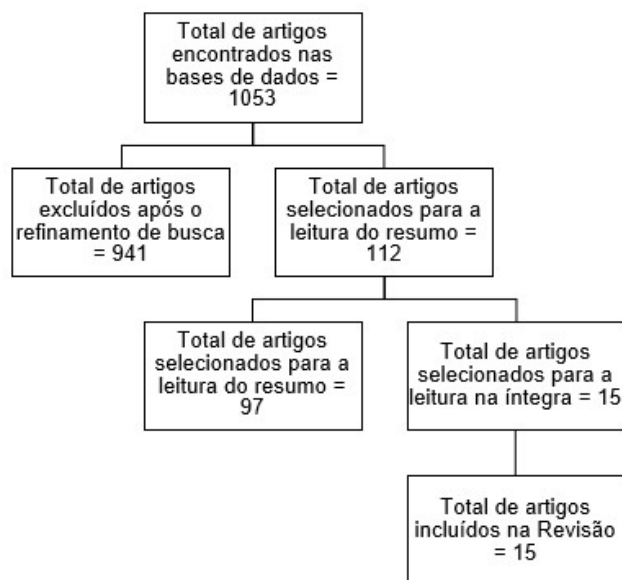 Total de artigos
encontrados nas
bases de dados =
1053
Total de artigos
excluídos após o
refinamento de busca
= 941
Total de artigos
selecionados para a
leitura do resumo =
112
Total de artigos
selecionados para a
leitura do resumo =
97
Total de artigos
selecionados para a
leitura na íntegra = 15
Total de artigos
incluídos na Revisão
= 15